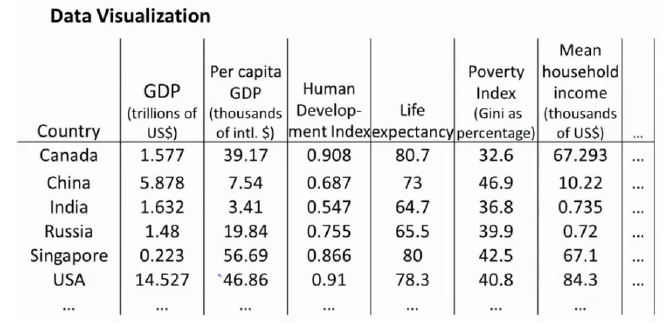 Data Visualization
Mean
Per capita Poverty household
GDP GDP Human Index income
(trillions of (thousands Develop- Life (Gini as (thousands
Country US$) of intl. $) ment Index expectancy percentage) of US$) ...
Canada 1.577 39.17 0.908 80.7 32.6 67.293 ...
China 5.878 7.54 0.687 73 46.9 10.22 ...
India 1.632 3.41 0.547 64.7 36.8 0.735 ...
Russia 1.48 19.84 0.755 65.5 39.9 0.72 ...
Singapore 0.223 56.69 0.866 80 42.5 67.1 ...
USA 14.527 46.86 0.91 78.3 40.8 84.3 ...
... ... ... ... ... ... ...